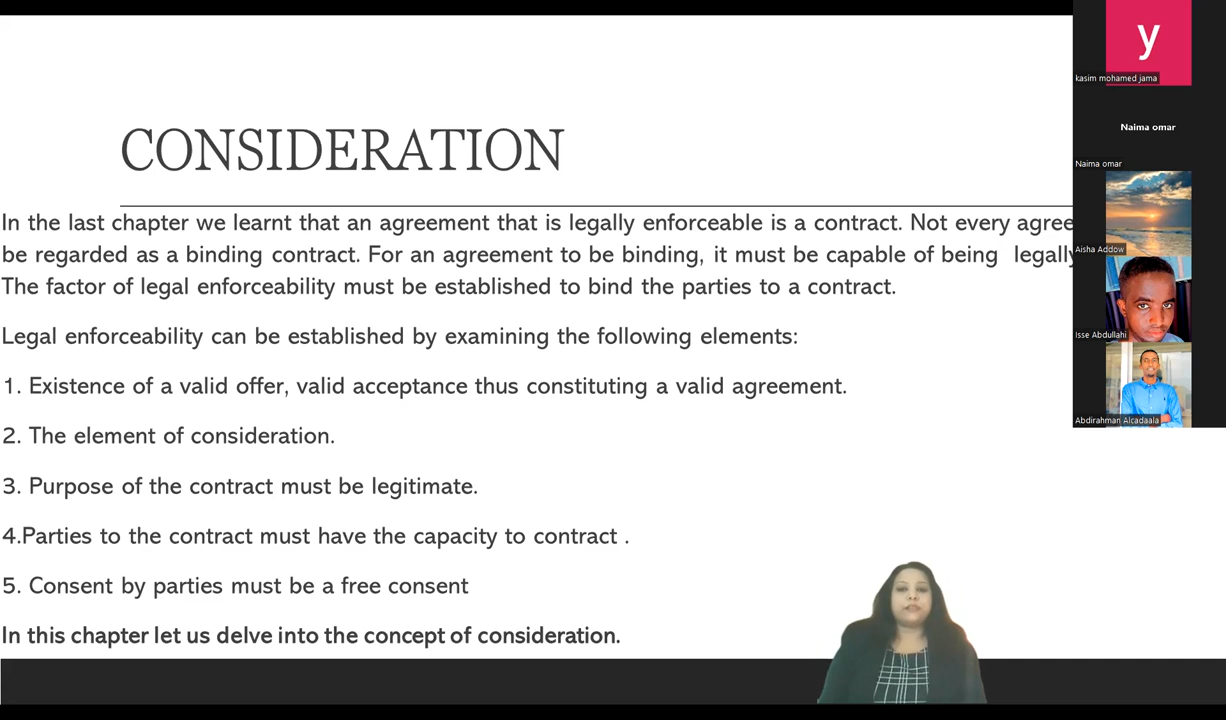 CONSIDERATION
In the last chapter we learnt that an agreement that is legally enforceable is a contract. Not every agree
be regarded as a binding contract. For an agreement to be binding, it must be capable of being legally
The factor of legal enforceability must be established to bind the parties to a contract.
Legal enforceability can be established by examining the following elements:
1. Existence of a valid offer, valid acceptance thus constituting a valid agreement.
2. The element of consideration.
3. Purpose of the contract must be legitimate.
4.Parties to the contract must have the capacity to contract .
5. Consent by parties must be a free consent
In this chapter let us delve into the concept of consideration.
y
kasim mohamed jama
Naima omar
Naima omar
Aisha Addow
Isse Abdullahi
Abdirahman Alcadaala